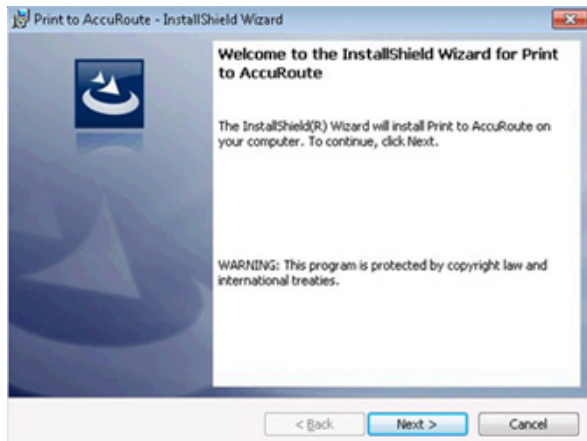 Print to AccuRoute - InstallShield Wizard
Welcome to the InstallShield Wizard for Print
to AccuRoute
The InstallShield(R) Wizard will install Print to AccuRoute on
your computer. To continue, click Next.
WARNING: This program is protected by copyright law and
international treaties.
< Back
Next >
Cancel